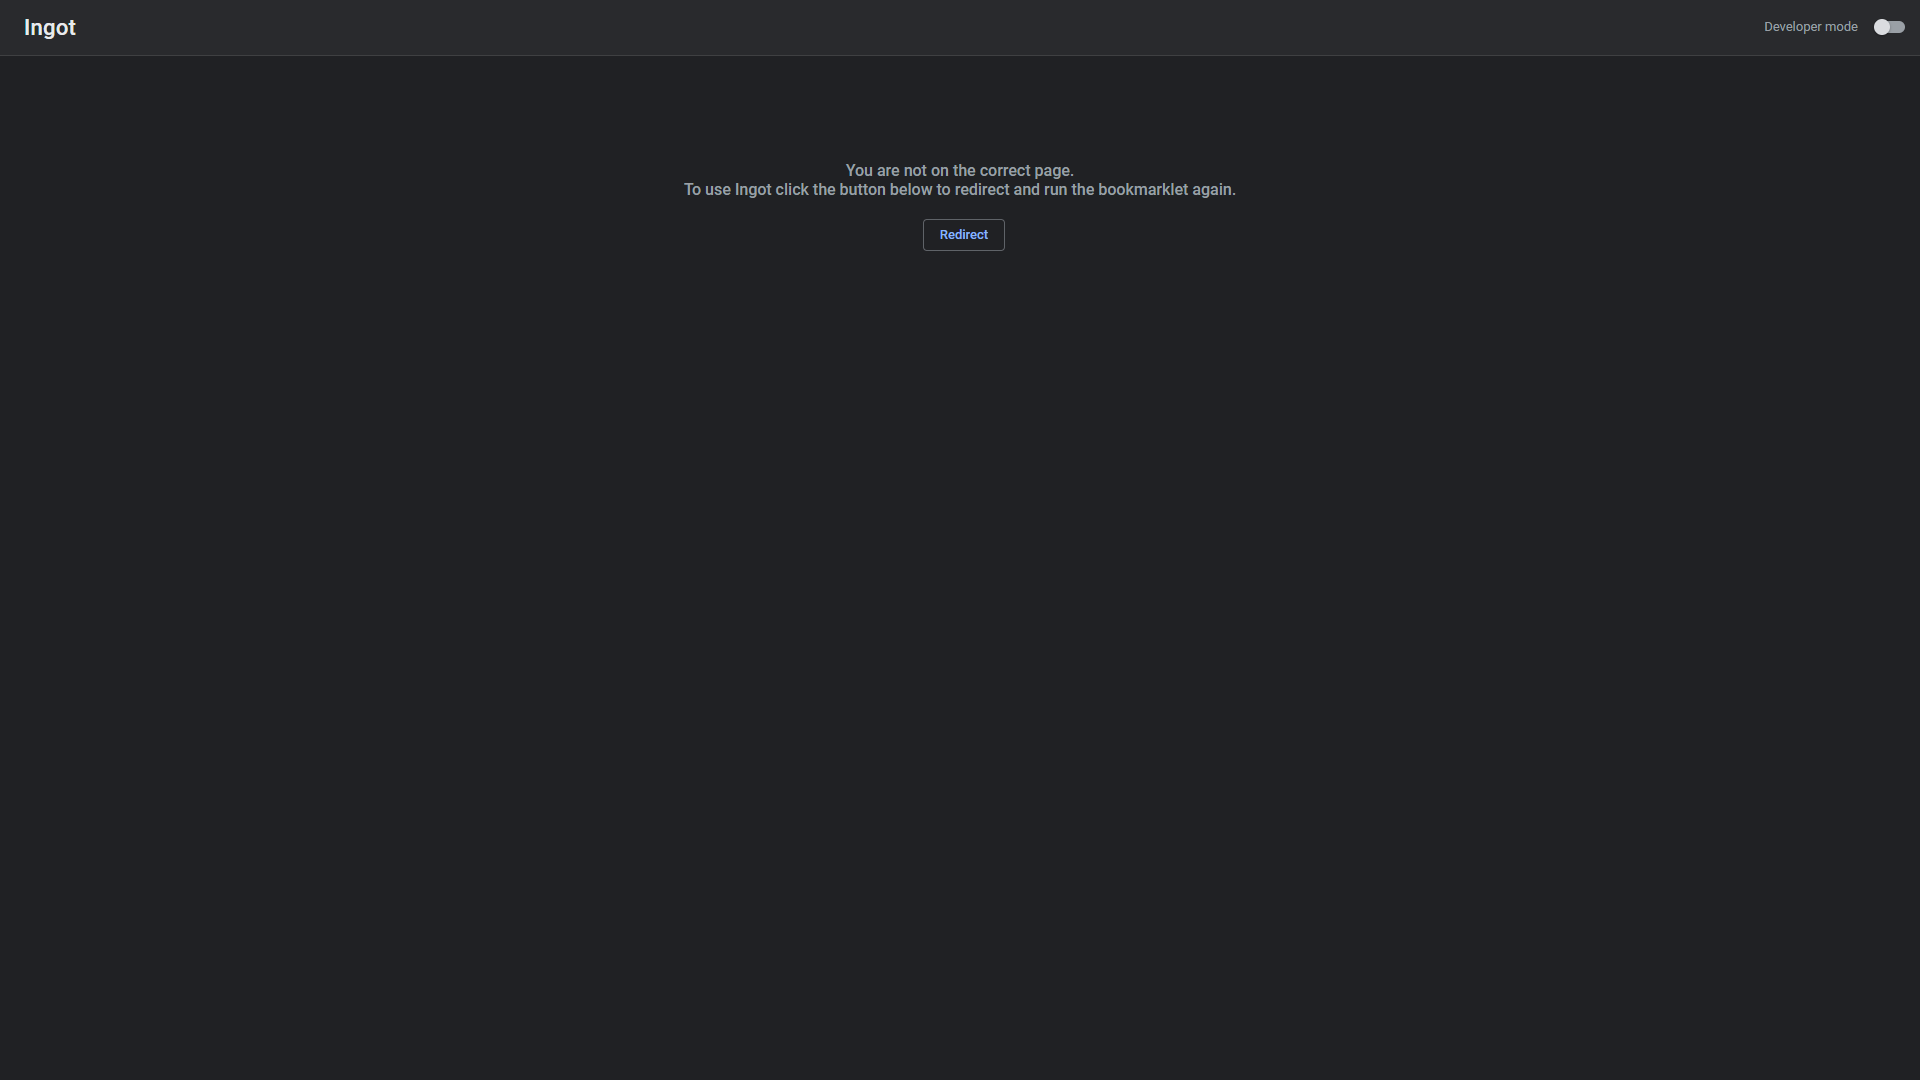 Ingot
Developer mode
You are not on the correct page.
To use Ingot click the button below to redirect and run the bookmarklet again.
Redirect